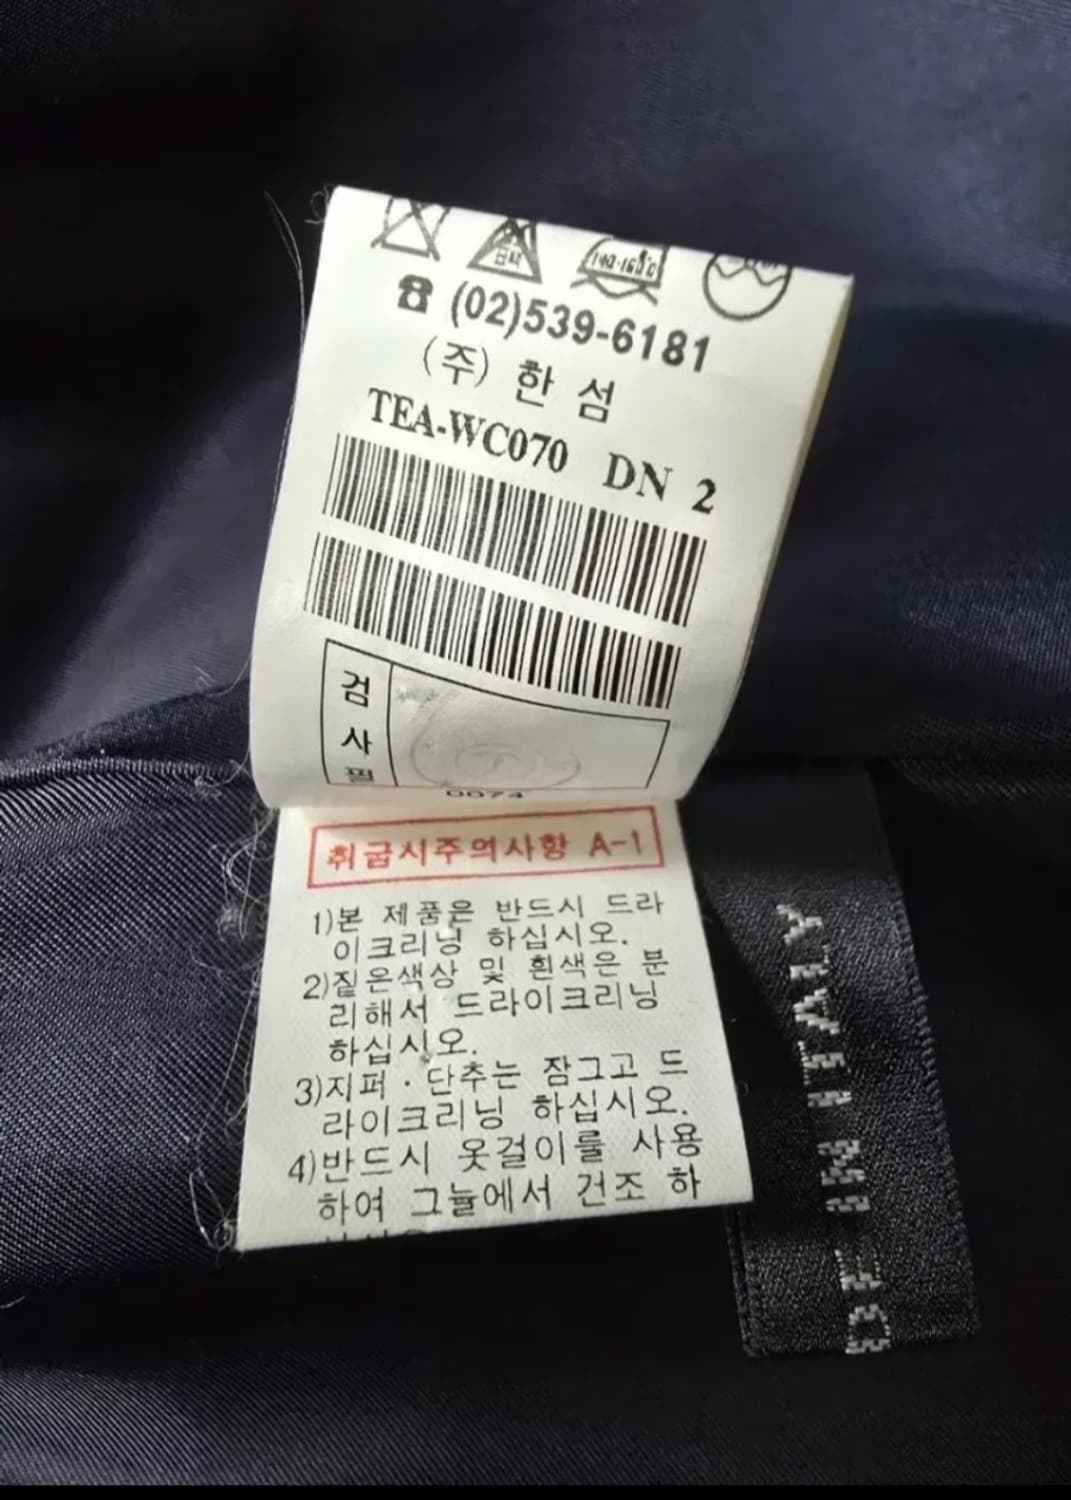 140-160℃
☎ (02)539-6181
(주) 한 섬
TEA-WC070 DN 2
검
사
필
0074
취급시주의사항 A-1
1)본 제품은 반드시 드라
이크리닝 하십시오.
2)짙은색상 및 흰색은 분
리해서 드라이크리닝
하십시오.
3)지퍼·단추는 잠그고 드
라이크리닝 하십시오.
4)반드시 옷걸이를 사용
하여 그늘에서 건조 하